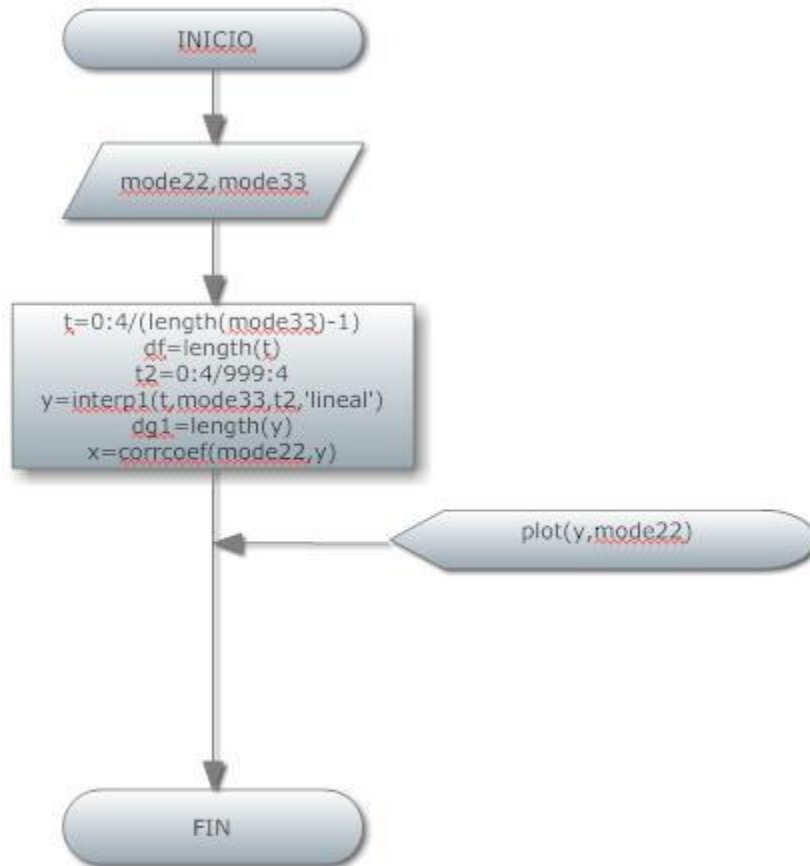 INICIO
mode22,mode33
t=0:4/(length(mode33)-1)
df=length(t)
t2=0:4/999:4
y=interp1(t,mode33,t2,'lineal')
dg1=length(y)
x=corrcoef(mode22,y)
plot(y,mode22)
FIN